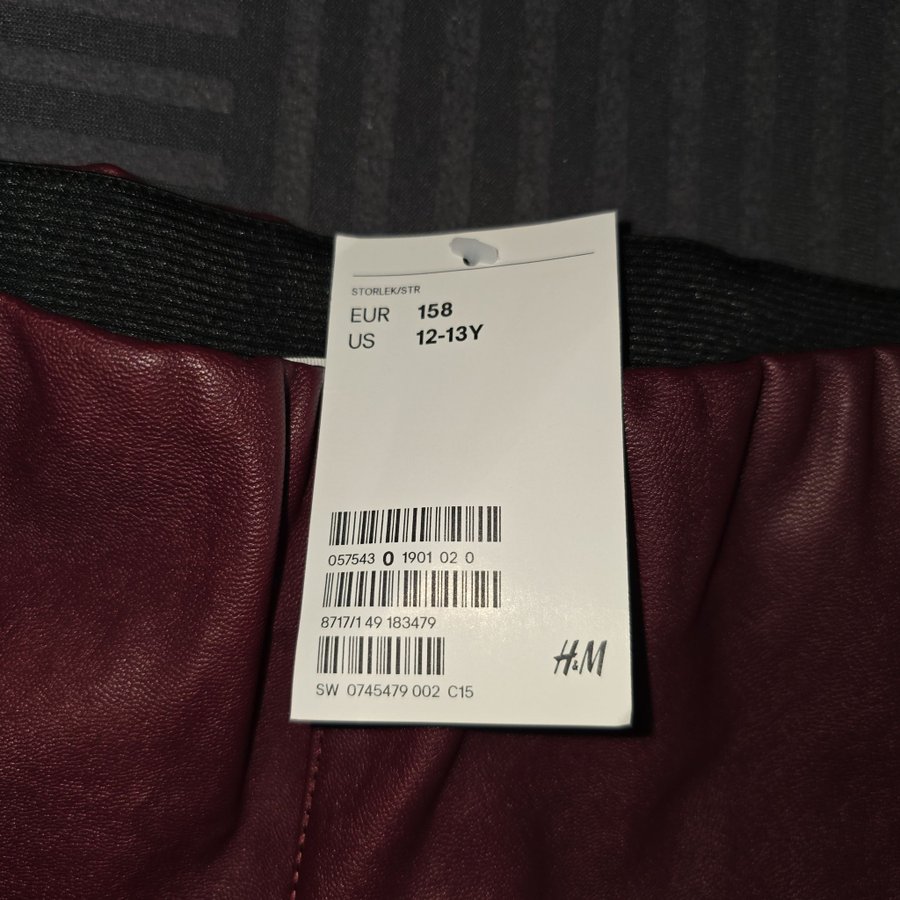 STORLEK/STR
EUR 158
US 12-13Y
057543 0 1901 02 0
8717/1 49 183479
SW 0745479 002 C15
H&M